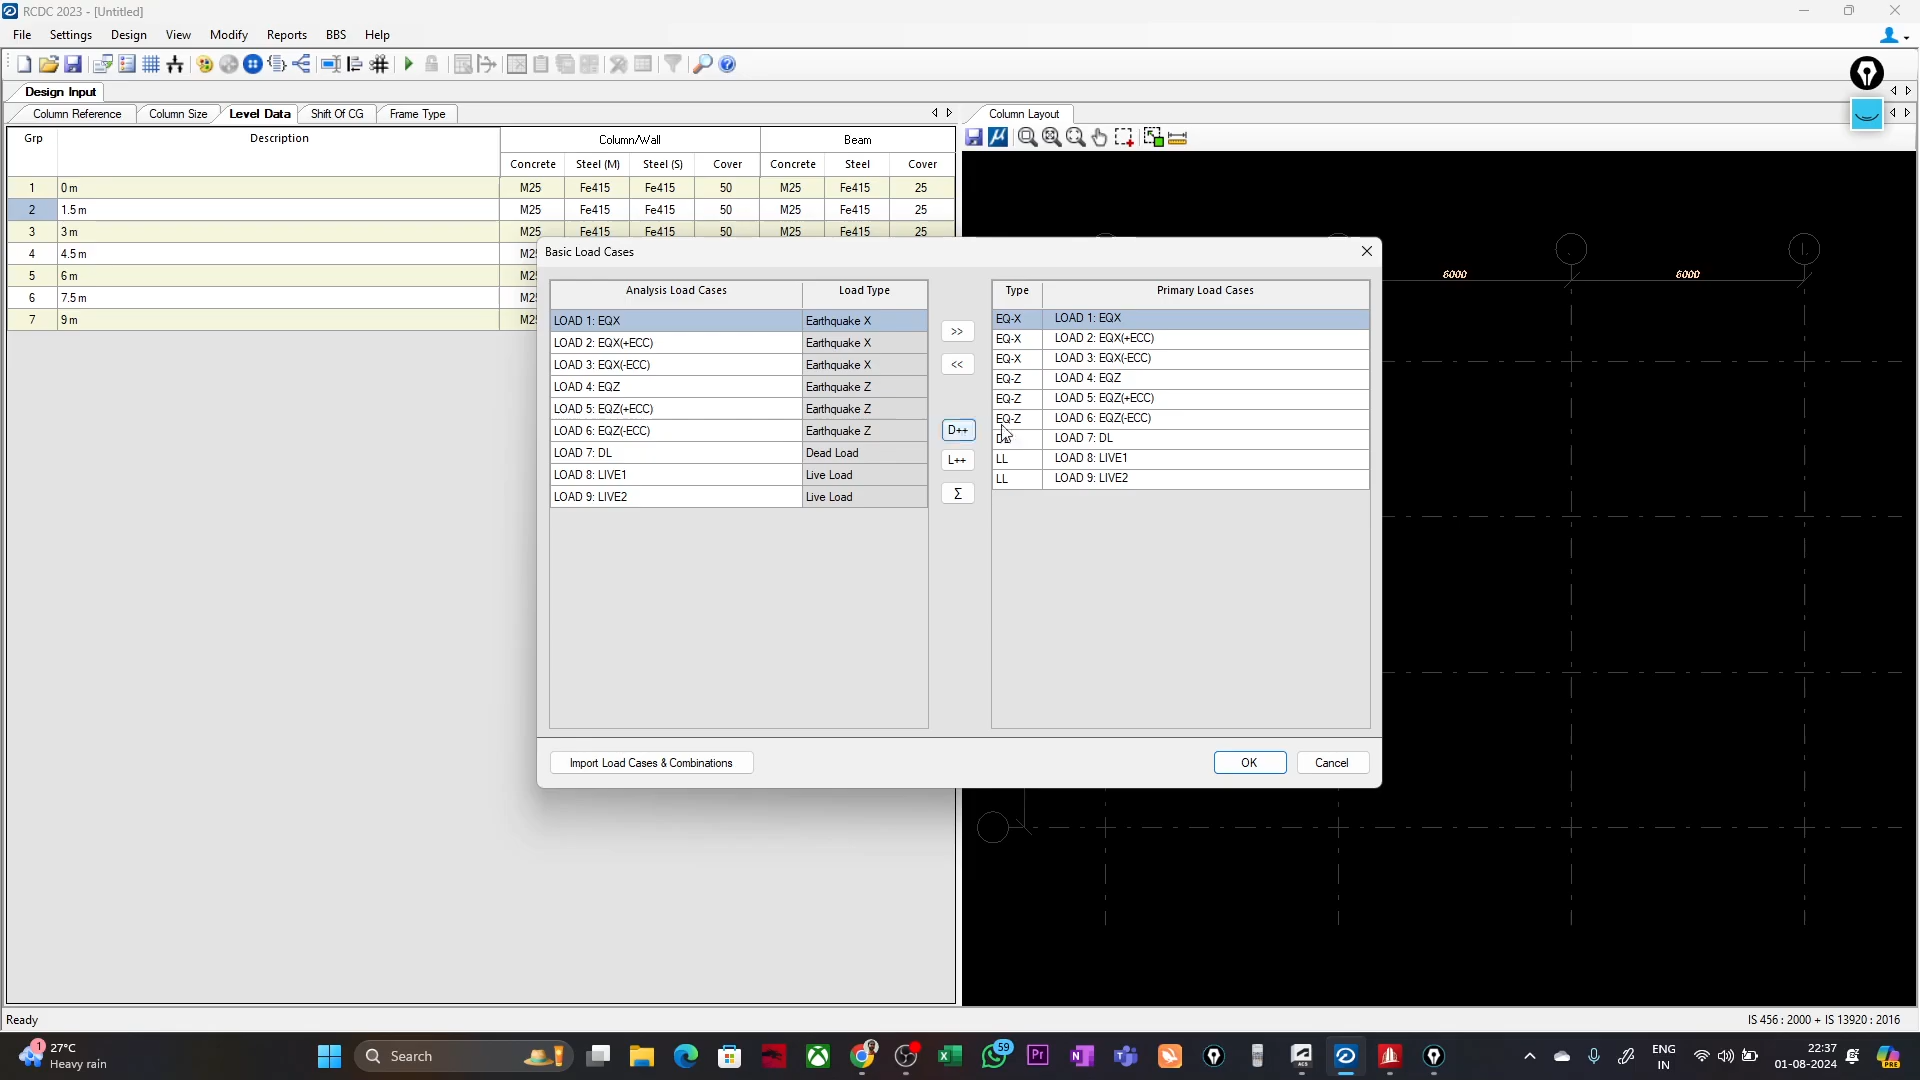 RCDC 2023 - [Untitled]
File Settings Design View Modify Reports BBS Help
Design Input
Column Reference Column Size Level Data Shift Of CG Frame Type
Column Layout
Grp Description Column/Wall Beam
Concrete Steel (M) Steel (S) Cover Concrete Steel Cover
1 0 m M25 Fe415 Fe415 50 M25 Fe415 25
2 1.5 m M25 Fe415 Fe415 50 M25 Fe415 25
3 3 m M25 Fe415 Fe415 50 M25 Fe415 25
4 4.5 m
5 6 m
6 7.5 m
7 9 m
6000 6000
Basic Load Cases
Analysis Load Cases Load Type
LOAD 1: EQX Earthquake X
LOAD 2: EQX(+ECC) Earthquake X
LOAD 3: EQX(-ECC) Earthquake X
LOAD 4: EQZ Earthquake Z
LOAD 5: EQZ(+ECC) Earthquake Z
LOAD 6: EQZ(-ECC) Earthquake Z
LOAD 7: DL Dead Load
LOAD 8: LIVE1 Live Load
LOAD 9: LIVE2 Live Load
>>
<<
D++
L++
Σ
Type Primary Load Cases
EQ-X LOAD 1: EQX
EQ-X LOAD 2: EQX(+ECC)
EQ-X LOAD 3: EQX(-ECC)
EQ-Z LOAD 4: EQZ
EQ-Z LOAD 5: EQZ(+ECC)
EQ-Z LOAD 6: EQZ(-ECC)
LOAD 7: DL
LL LOAD 8: LIVE1
LL LOAD 9: LIVE2
Import Load Cases & Combinations OK Cancel
Ready
IS 456 : 2000 + IS 13920 : 2016
1
27°C
Heavy rain
Search
59
ENG
IN
22:37
01-08-2024